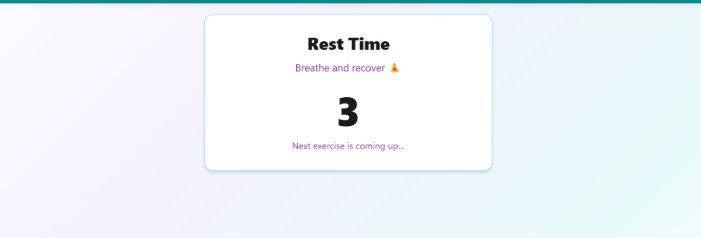 Rest Time
Breathe and recover 🧘
3
Next exercise is coming up...